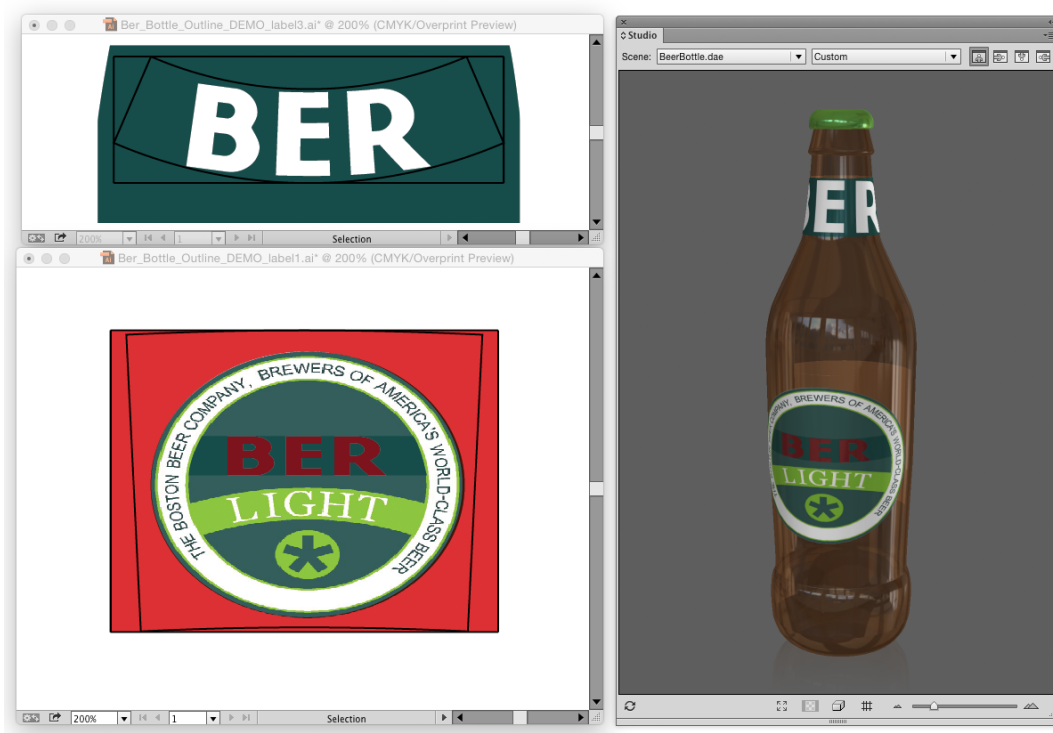 Ber_Bottle_Outline_DEMO_label3.ai* @ 200% (CMYK/Overprint Preview)
BER
200%
1
Selection
Ber_Bottle_Outline_DEMO_label1.ai* @ 200% (CMYK/Overprint Preview)
THE BOSTON BEER COMPANY, BREWERS OF AMERICA'S WORLD-CLASS BEER
BER
LIGHT
200%
1
Selection
Studio
Scene: BeerBottle.dae Custom
BER
THE COMPANY, BREWERS OF AMERICA'S WORLD-CLASS BEER
BER
LIGHT